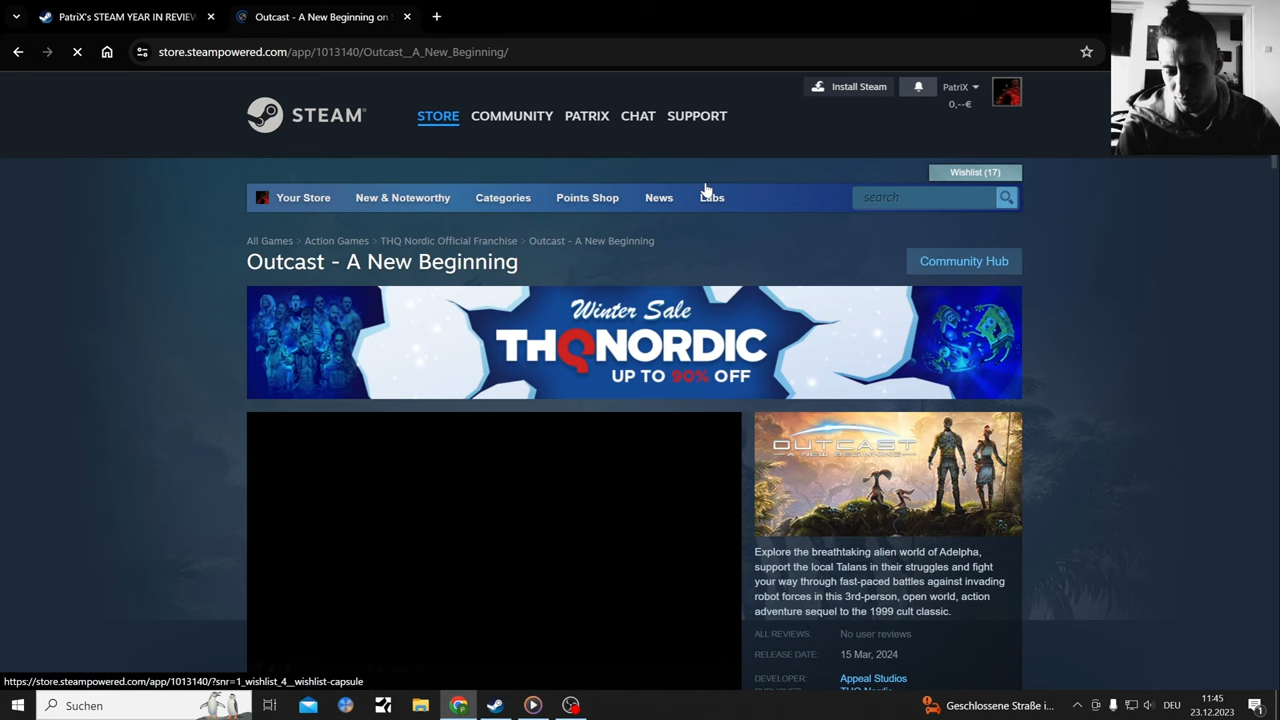 PatriX's STEAM YEAR IN REVIEW
Outcast - A New Beginning on
store.steampowered.com/app/1013140/Outcast__A_New_Beginning/
Install Steam
PatriX
0,--€
STEAM®
STORE COMMUNITY PATRIX CHAT SUPPORT
Wishlist (17)
Your Store New & Noteworthy Categories Points Shop News Labs search
All Games > Action Games > THQ Nordic Official Franchise > Outcast - A New Beginning
Outcast - A New Beginning
Community Hub
Winter Sale
THQNORDIC
UP TO 90% OFF
OUTCAST
A NEW BEGINNING
Explore the breathtaking alien world of Adelpha,
support the local Talans in their struggles and fight
your way through fast-paced battles against invading
robot forces in this 3rd-person, open world, action
adventure sequel to the 1999 cult classic.
ALL REVIEWS: No user reviews
RELEASE DATE: 15 Mar, 2024
DEVELOPER: Appeal Studios
PUBLISHER: THQ Nordic
https://store.steampowered.com/app/1013140/?snr=1_wishlist_4__wishlist-capsule
Suchen
Geschlossene Straße i...
DEU
11:45
23.12.2023